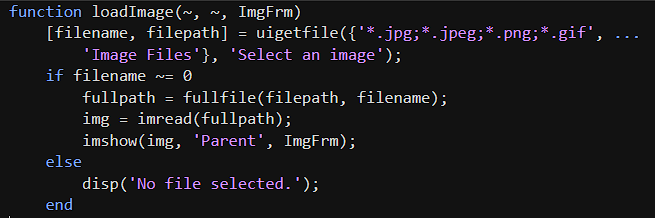 function loadImage(~, ~, ImgFrm)
    [filename, filepath] = uigetfile({'*.jpg;*.jpeg;*.png;*.gif', ...
        'Image Files'}, 'Select an image');
    if filename ~= 0
        fullpath = fullfile(filepath, filename);
        img = imread(fullpath);
        imshow(img, 'Parent', ImgFrm);
    else
        disp('No file selected.');
    end